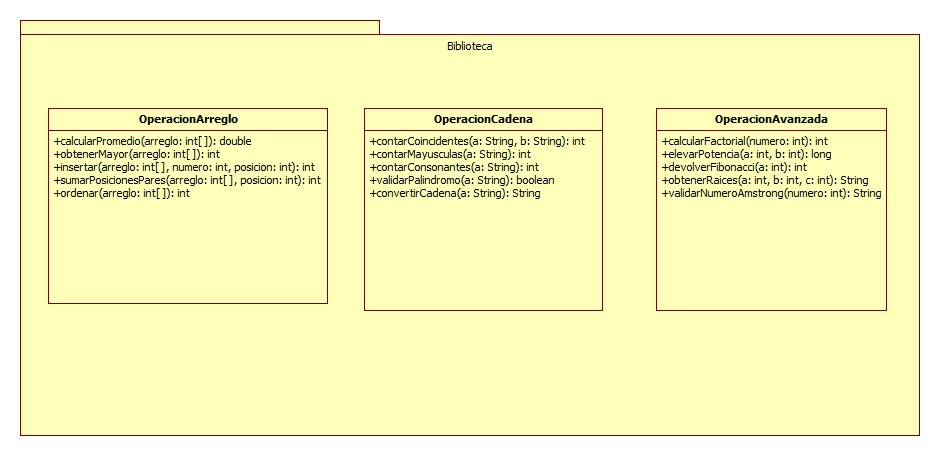 Biblioteca
OperacionArreglo
+calcularPromedio(arreglo: int[]): double
+obtenerMayor(arreglo: int[]): int
+insertar(arreglo: int[], numero: int, posicion: int): int
+sumarPosicionesPares(arreglo: int[], posicion: int): int
+ordenar(arreglo: int[]): int
OperacionCadena
+contarCoincidentes(a: String, b: String): int
+contarMayusculas(a: String): int
+contarConsonantes(a: String): int
+validarPalindromo(a: String): boolean
+convertirCadena(a: String): String
OperacionAvanzada
+calcularFactorial(numero: int): int
+elevarPotencia(a: int, b: int): long
+devolverFibonacci(a: int): int
+obtenerRaices(a: int, b: int, c: int): String
+validarNumeroAmstrong(numero: int): String